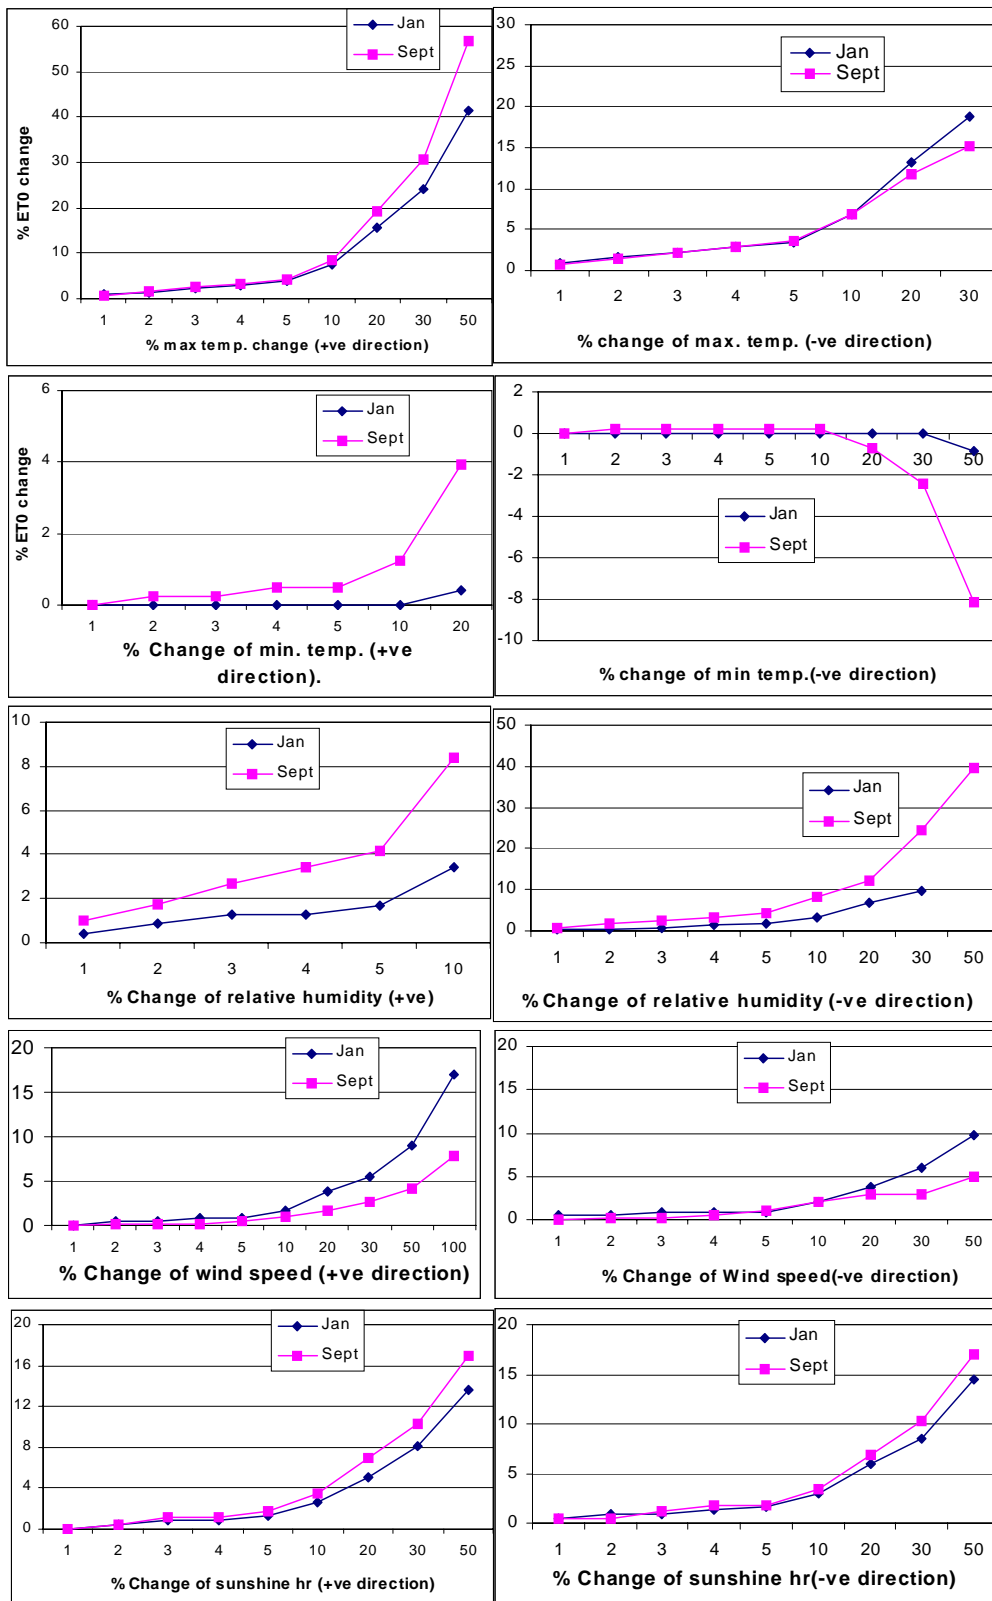 60
50
40
30
20
10
0
% ET0 change
Jan
Sept
1 2 3 4 5 10 20 30 50
% max temp. change (+ve direction)
30
25
20
15
10
5
0
Jan
Sept
1 2 3 4 5 10 20 30
% change of max. temp. (-ve direction)
6
4
2
0
% ET0 change
Jan
Sept
1 2 3 4 5 10 20
% Change of min. temp. (+ve
direction).
2
0
-2
-4
-6
-8
-10
1 2 3 4 5 10 20 30 50
Jan
Sept
% change of min temp.(-ve direction)
10
8
6
4
2
0
Jan
Sept
1 2 3 4 5 10
% Change of relative humidity (+ve)
50
40
30
20
10
0
Jan
Sept
1 2 3 4 5 10 20 30 50
% Change of relative humidity (-ve direction)
20
15
10
5
0
Jan
Sept
1 2 3 4 5 10 20 30 50 100
% Change of wind speed (+ve direction)
20
15
10
5
0
Jan
Sept
1 2 3 4 5 10 20 30 50
% Change of Wind speed(-ve direction)
20
16
12
8
4
0
Jan
Sept
1 2 3 4 5 10 20 30 50
% Change of sunshine hr (+ve direction)
20
15
10
5
0
Jan
Sept
1 2 3 4 5 10 20 30 50
% Change of sunshine hr(-ve direction)